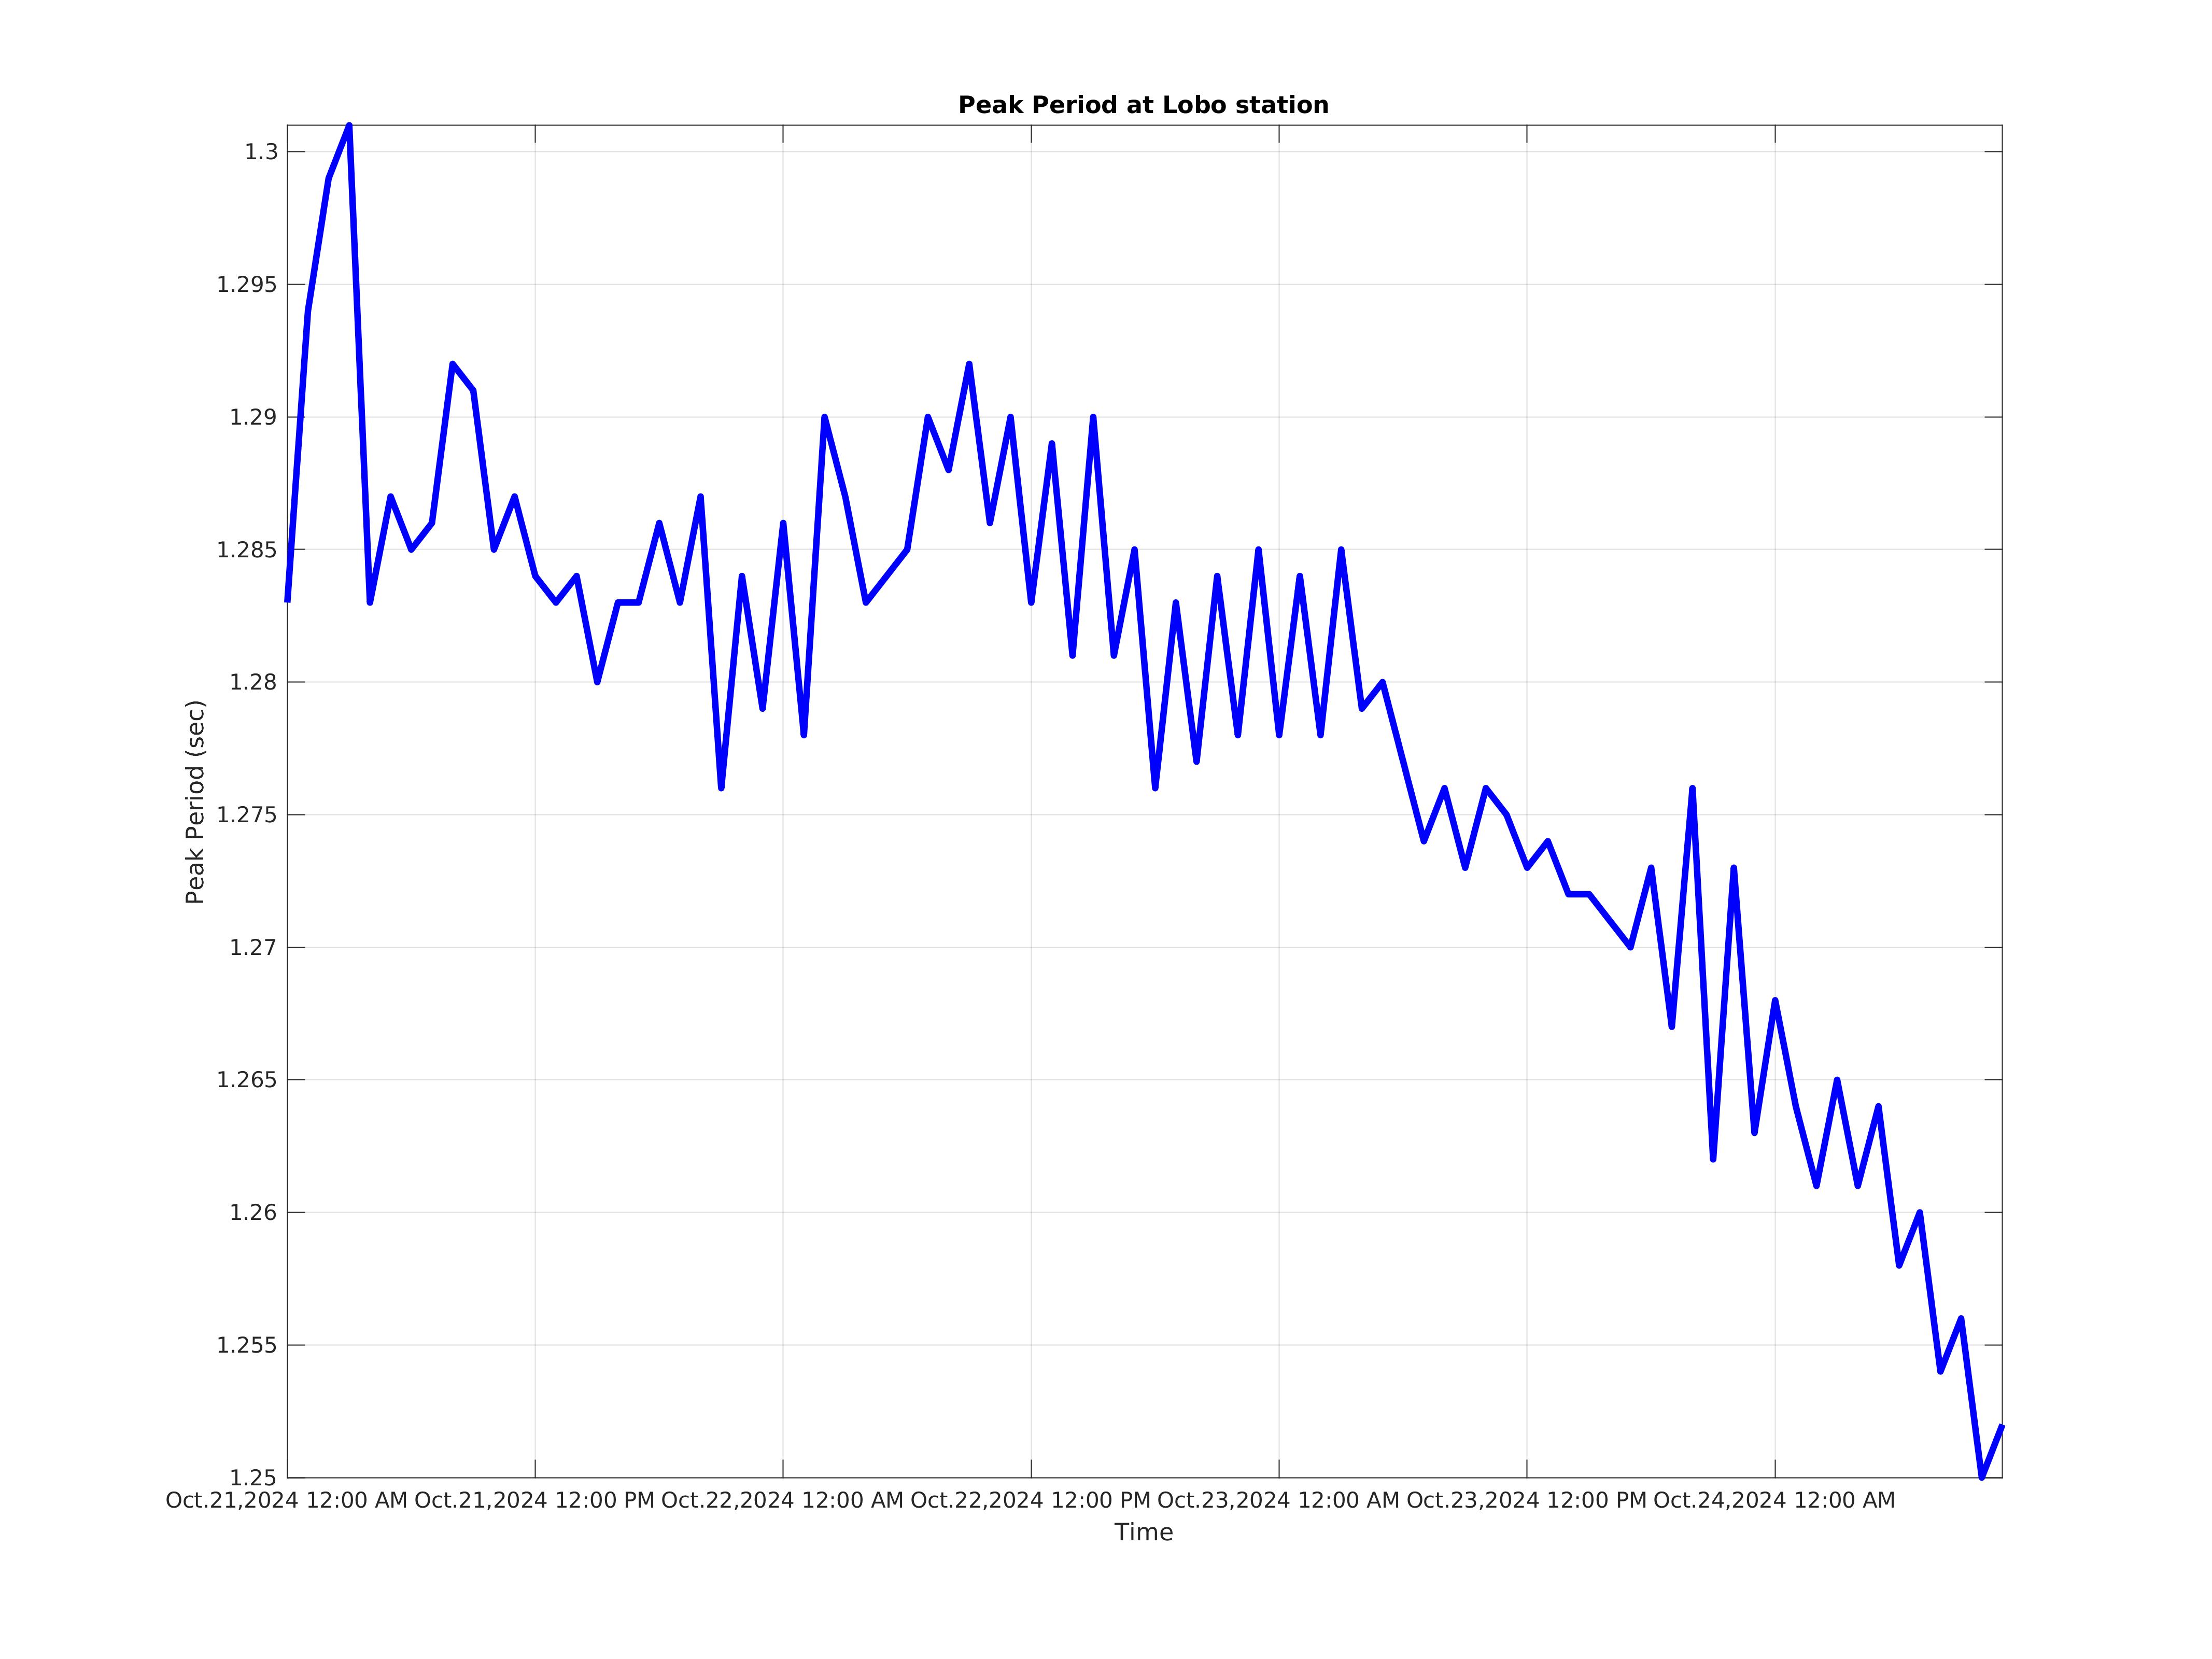 Peak Period at Lobo station
1.3
1.295
1.29
1.285
1.28
1.275
1.27
1.265
1.26
1.255
1.25
Peak Period (sec)
Oct.21,2024 12:00 AM Oct.21,2024 12:00 PM Oct.22,2024 12:00 AM Oct.22,2024 12:00 PM Oct.23,2024 12:00 AM Oct.23,2024 12:00 PM Oct.24,2024 12:00 AM
Time